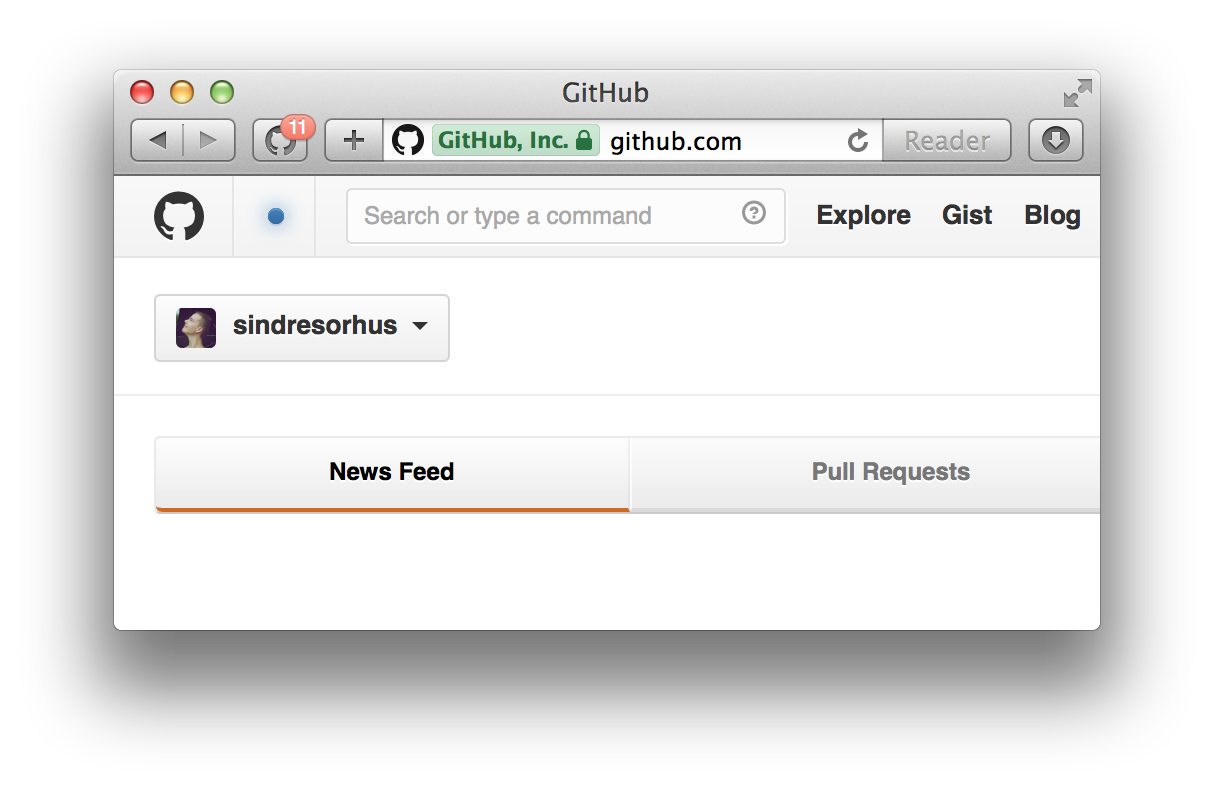 GitHub
11
GitHub, Inc. github.com Reader
Search or type a command Explore Gist Blog
sindresorhus
News Feed Pull Requests